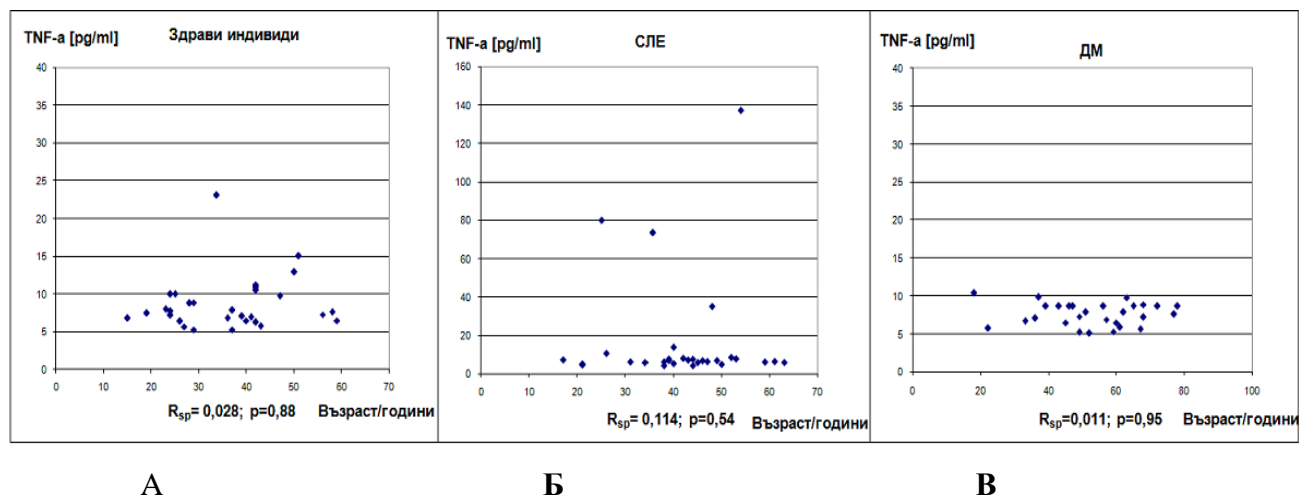 TNF-a [pg/ml]
Здрави индивиди
40
35
30
25
20
15
10
5
0
0 10 20 30 40 50 60 70
Rsp= 0,028; p=0,88 Възраст/години
TNF-a [pg/ml]
СЛЕ
160
140
120
100
80
60
40
20
0
0 10 20 30 40 50 60 70
Rsp= 0,114; p=0,54 Възраст/години
TNF-a [pg/ml]
ДМ
40
35
30
25
20
15
10
5
0
0 20 40 60 80 100
Rsp=0,011; p=0,95 Възраст/години
А Б В